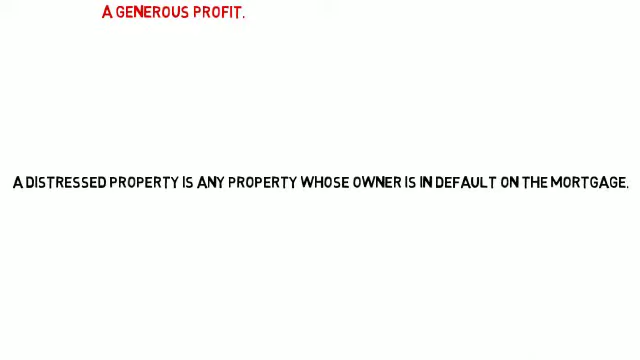 A GENEROUS PROFIT.
A DISTRESSED PROPERTY IS ANY PROPERTY WHOSE OWNER IS IN DEFAULT ON THE MORTGAGE.